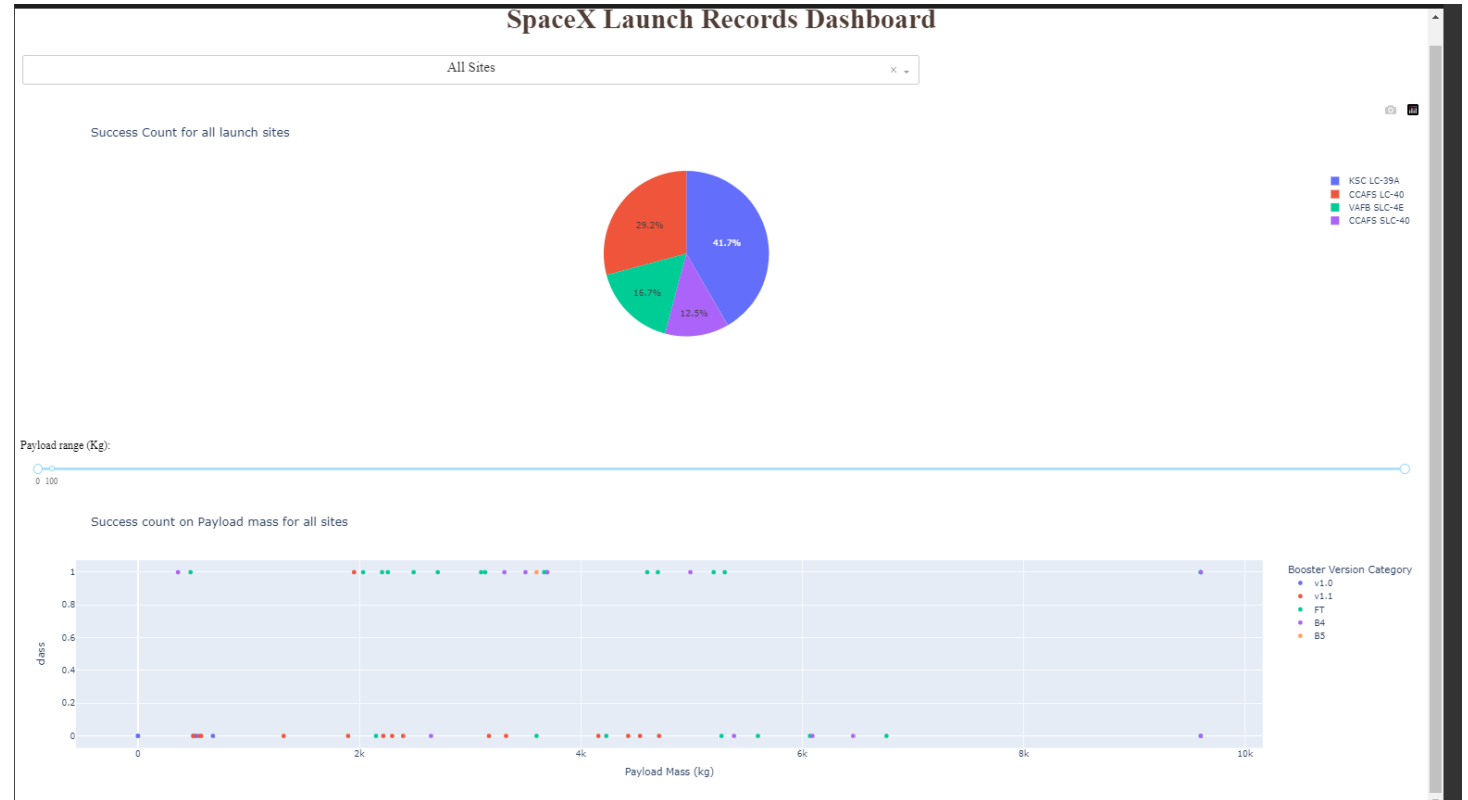 SpaceX Launch Records Dashboard
All Sites
×
Success Count for all launch sites
KSC LC-39A
CCAFS LC-40
VAFB SLC-4E
CCAFS SLC-40
29.2%
41.7%
16.7%
12.5%
Payload range (Kg):
0 100
Success count on Payload mass for all sites
Booster Version Category
v1.0
v1.1
FT
B4
B5
1
0.8
0.6
0.4
0.2
0
class
0 2k 4k 6k 8k 10k
Payload Mass (kg)